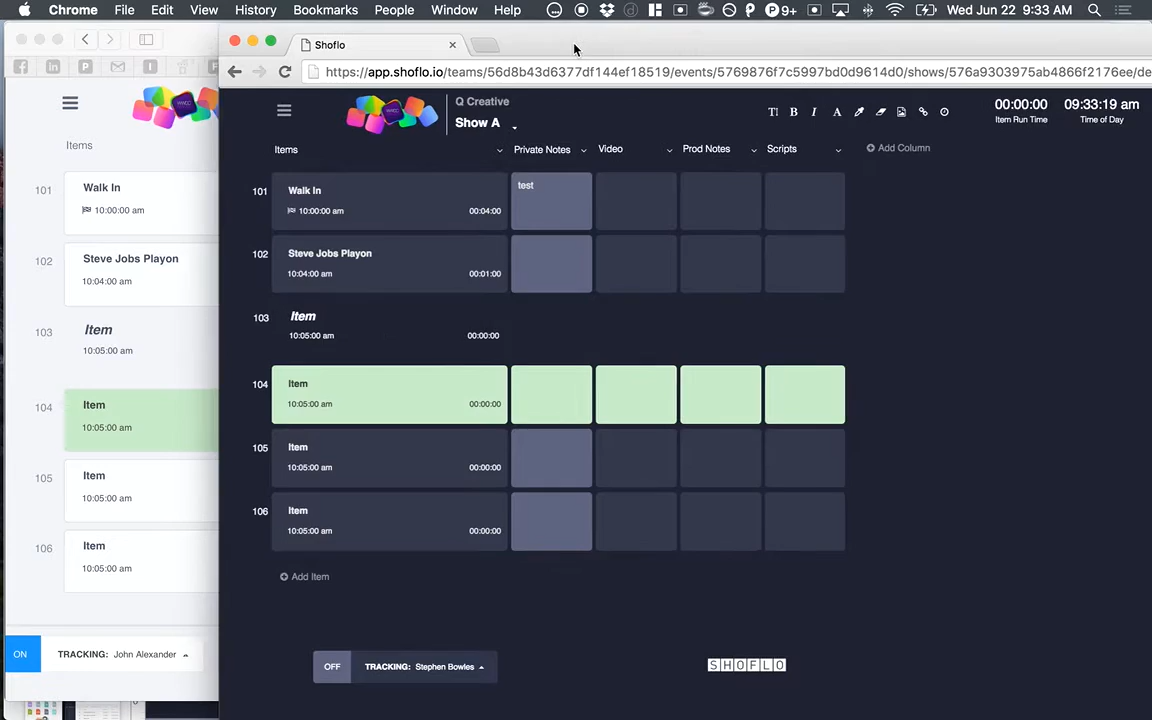 Chrome File Edit View History Bookmarks People Window Help 9+ Wed Jun 22 9:33 AM
Shoflo
https://app.shoflo.io/teams/56d8b43d6377df144ef18519/events/5769876f7c5997bd0d9614d0/shows/576a9303975ab4866f2176ee/de
Items
101
Walk In
10:00:00 am
102
Steve Jobs Playon
10:04:00 am
103
Item
10:05:00 am
104
Item
10:05:00 am
105
Item
10:05:00 am
106
Item
10:05:00 am
ON TRACKING: John Alexander
Q Creative
Show A
00:00:00 09:33:19 am
Item Run Time Time of Day
Items Private Notes Video Prod Notes Scripts Add Column
101 Walk In test
10:00:00 am 00:04:00
102 Steve Jobs Playon
10:04:00 am 00:01:00
103 Item
10:05:00 am 00:00:00
104 Item
10:05:00 am 00:00:00
105 Item
10:05:00 am 00:00:00
106 Item
10:05:00 am 00:00:00
Add Item
OFF TRACKING: Stephen Bowles
SHOFLO